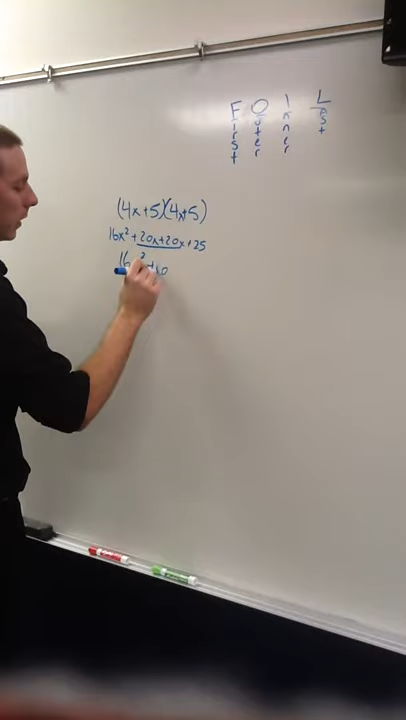 F O I L
First
Outer
Inner
Last
(4x+5)(4x+5)
16x² + 20x+20x+25
16